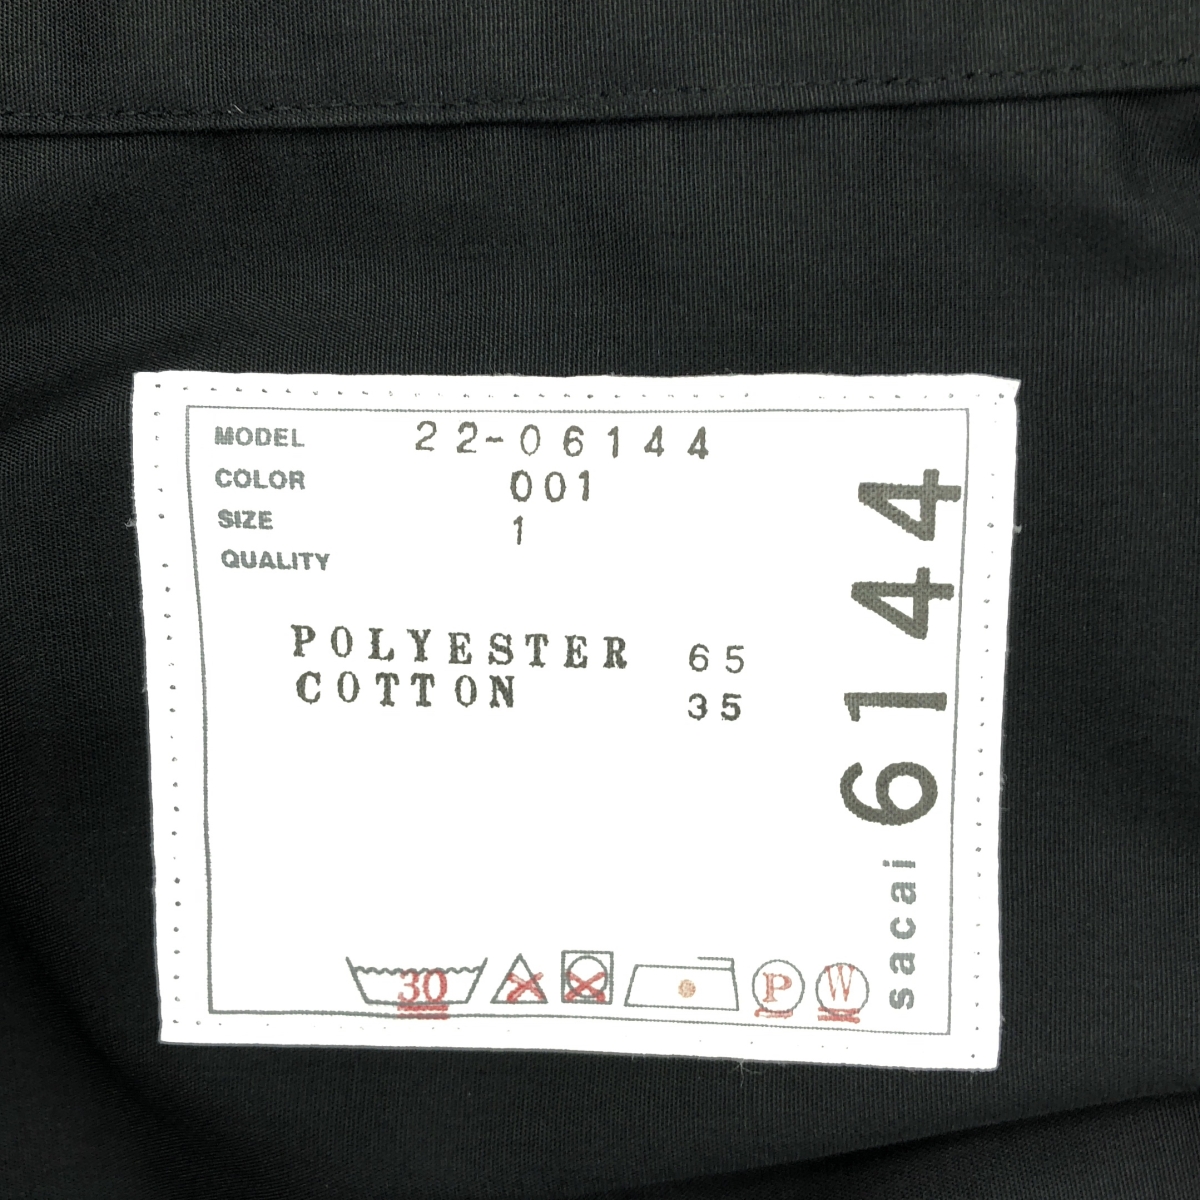 MODEL 22-06144
COLOR 001
SIZE 1
QUALITY
POLYESTER 65
COTTON 35
sacai 6144
30 P W